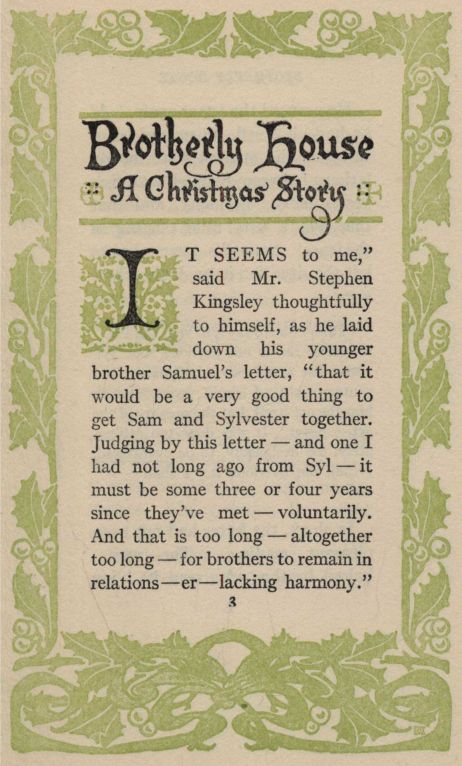 Brotherly House
A Christmas Story
IT SEEMS to me,”
said Mr. Stephen
Kingsley thoughtfully
to himself, as he laid
down his younger
brother Samuel’s letter, “that it
would be a very good thing to
get Sam and Sylvester together.
Judging by this letter — and one I
had not long ago from Syl — it
must be some three or four years
since they’ve met — voluntarily.
And that is too long — altogether
too long — for brothers to remain in
relations—er—lacking harmony.”
3